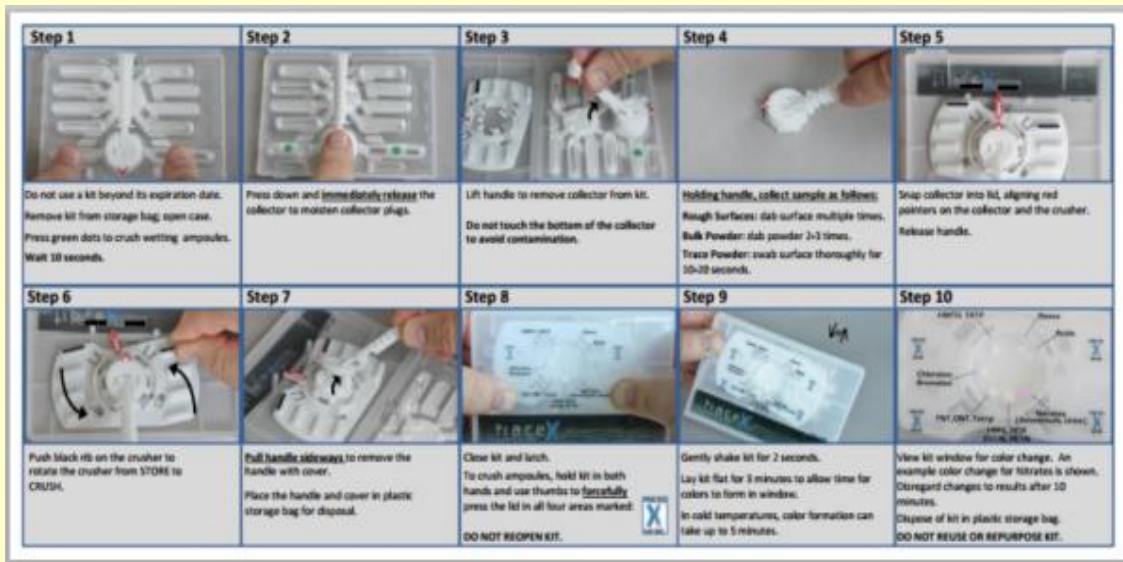 Step 1
Do not use a kit beyond its expiration date.
Remove kit from storage bag; open case.
Press green dots to crush wetting ampoules.
Wait 10 seconds.
Step 2
Press down and immediately release the
collector to moisten collector plugs.
Step 3
Lift handle to remove collector from kit.
Do not touch the bottom of the collector
to avoid contamination.
Step 4
Holding handle, collect sample as follows:
Rough Surfaces: dab surface multiple times.
Bulk Powder: dab powder 2-3 times.
Trace Powder: swab surface thoroughly for
10-20 seconds.
Step 5
Snap collector into lid, aligning red
pointers on the collector and the crusher.
Release handle.
Step 6
Push black rib on the crusher to
rotate the crusher from STORE to
CRUSH.
Step 7
Pull handle sideways to remove the
handle with cover.
Place the handle and cover in plastic
storage bag for disposal.
Step 8
traceX
Close kit and latch.
To crush ampoules, hold kit in both
hands and use thumbs to forcefully
press the lid in all four areas marked:
X
DO NOT REOPEN KIT.
Step 9
traceX
Gently shake kit for 2 seconds.
Lay kit flat for 3 minutes to allow time for
colors to form in window.
In cold temperatures, color formation can
take up to 5 minutes.
Step 10
Chlorates
Bromates
TNT, DNT, Tetryl
View kit window for color change. An
example color change for Nitrates is shown.
Disregard changes to results after 10
minutes.
Dispose of kit in plastic storage bag.
DO NOT REUSE OR REPURPOSE KIT.